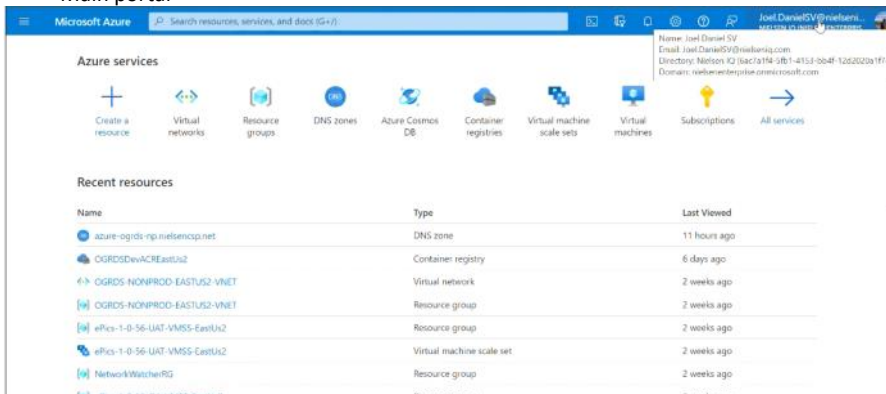 Main portal
Microsoft Azure
Search resources, services, and docs (G+/)
Joel.DanielSV@nielseni...
Name: Joel Daniel SV
Email: Joel.DanielSV@nielseniq.com
Directory: Nielsen IQ
Domain: nielsenenterprise.onmicrosoft.com
Azure services
Create a resource
Virtual networks
Resource groups
DNS zones
Azure Cosmos DB
Container registries
Virtual machine scale sets
Virtual machines
Subscriptions
All services
Recent resources
Name Type Last Viewed
azure-ogrds-np.nielsencsp.net DNS zone 11 hours ago
OGRDSDevACREastUs2 Container registry 6 days ago
OGRDS-NONPROD-EASTUS2-VNET Virtual network 2 weeks ago
OGRDS-NONPROD-EASTUS2-VNET Resource group 2 weeks ago
ePics-1-0-56-UAT-VMSS-EastUs2 Resource group 2 weeks ago
ePics-1-0-56-UAT-VMSS-EastUs2 Virtual machine scale set 2 weeks ago
NetworkWatcherRG Resource group 2 weeks ago